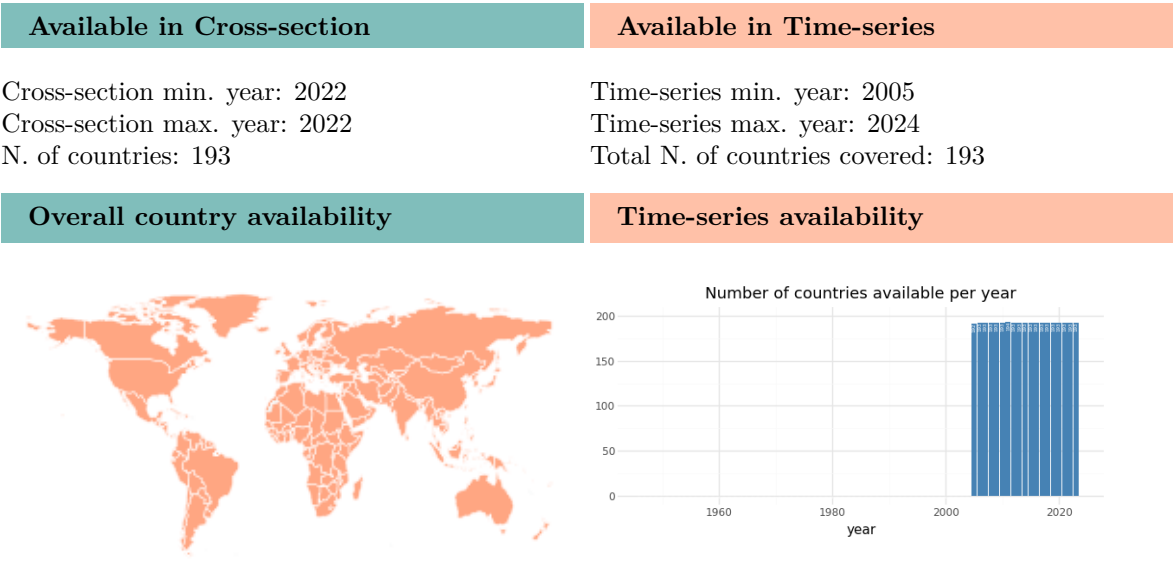 Available in Cross-section
Available in Time-series
Cross-section min. year: 2022
Cross-section max. year: 2022
N. of countries: 193
Time-series min. year: 2005
Time-series max. year: 2024
Total N. of countries covered: 193
Overall country availability
Time-series availability
Number of countries available per year
200
150
100
50
0
1960
1980
2000
2020
year